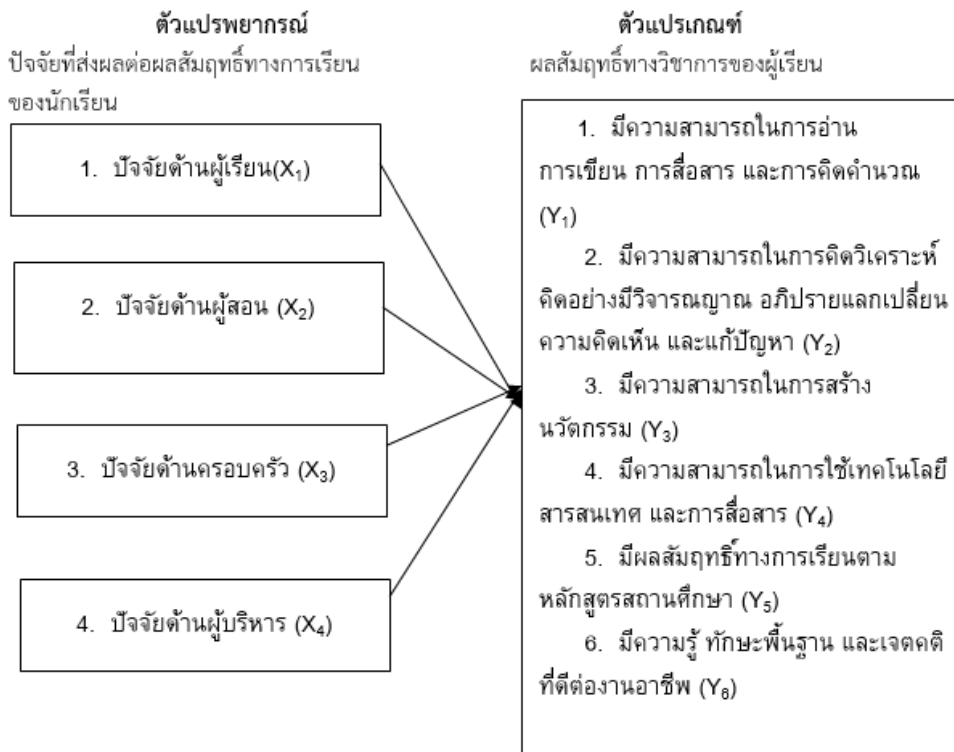 ตัวแปรพยากรณ์
ปัจจัยที่ส่งผลต่อผลสัมฤทธิ์ทางการเรียน
ของนักเรียน
1. ปัจจัยด้านผู้เรียน(X₁)
2. ปัจจัยด้านผู้สอน (X₂)
3. ปัจจัยด้านครอบครัว (X₃)
4. ปัจจัยด้านผู้บริหาร (X₄)
ตัวแปรเกณฑ์
ผลสัมฤทธิ์ทางวิชาการของผู้เรียน
1. มีความสามารถในการอ่าน
การเขียน การสื่อสาร และการคิดคำนวณ
(Y₁)
2. มีความสามารถในการคิดวิเคราะห์
คิดอย่างมีวิจารณญาณ อภิปรายแลกเปลี่ยน
ความคิดเห็น และแก้ปัญหา (Y₂)
3. มีความสามารถในการสร้าง
นวัตกรรม (Y₃)
4. มีความสามารถในการใช้เทคโนโลยี
สารสนเทศ และการสื่อสาร (Y₄)
5. มีผลสัมฤทธิ์ทางการเรียนตาม
หลักสูตรสถานศึกษา (Y₅)
6. มีความรู้ ทักษะพื้นฐาน และเจตคติ
ที่ดีต่องานอาชีพ (Y₆)